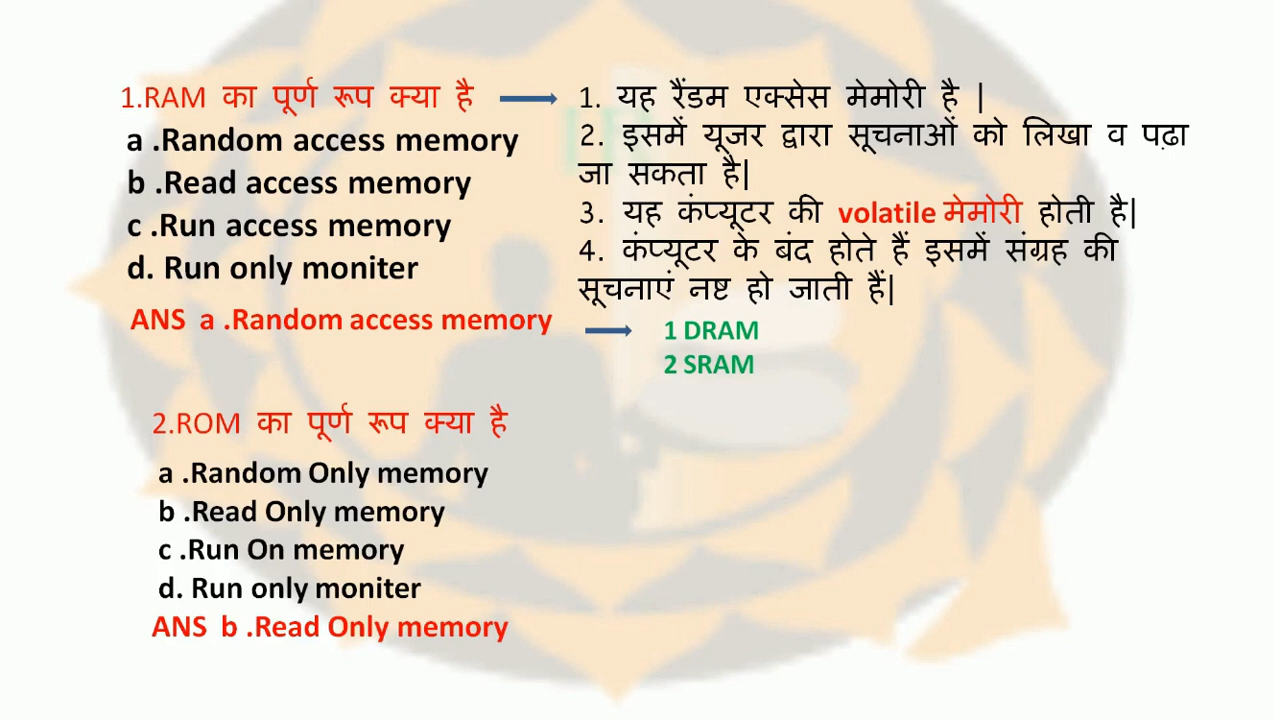 1.RAM का पूर्ण रूप क्या है
a .Random access memory
b .Read access memory
c .Run access memory
d. Run only moniter
ANS a .Random access memory
1. यह रैंडम एक्सेस मेमोरी है |
2. इसमें यूजर द्वारा सूचनाओं को लिखा व पढ़ा
जा सकता है|
3. यह कंप्यूटर की volatile मेमोरी होती है|
4. कंप्यूटर के बंद होते हैं इसमें संग्रह की
सूचनाएं नष्ट हो जाती हैं|
1 DRAM
2 SRAM
2.ROM का पूर्ण रूप क्या है
a .Random Only memory
b .Read Only memory
c .Run On memory
d. Run only moniter
ANS b .Read Only memory